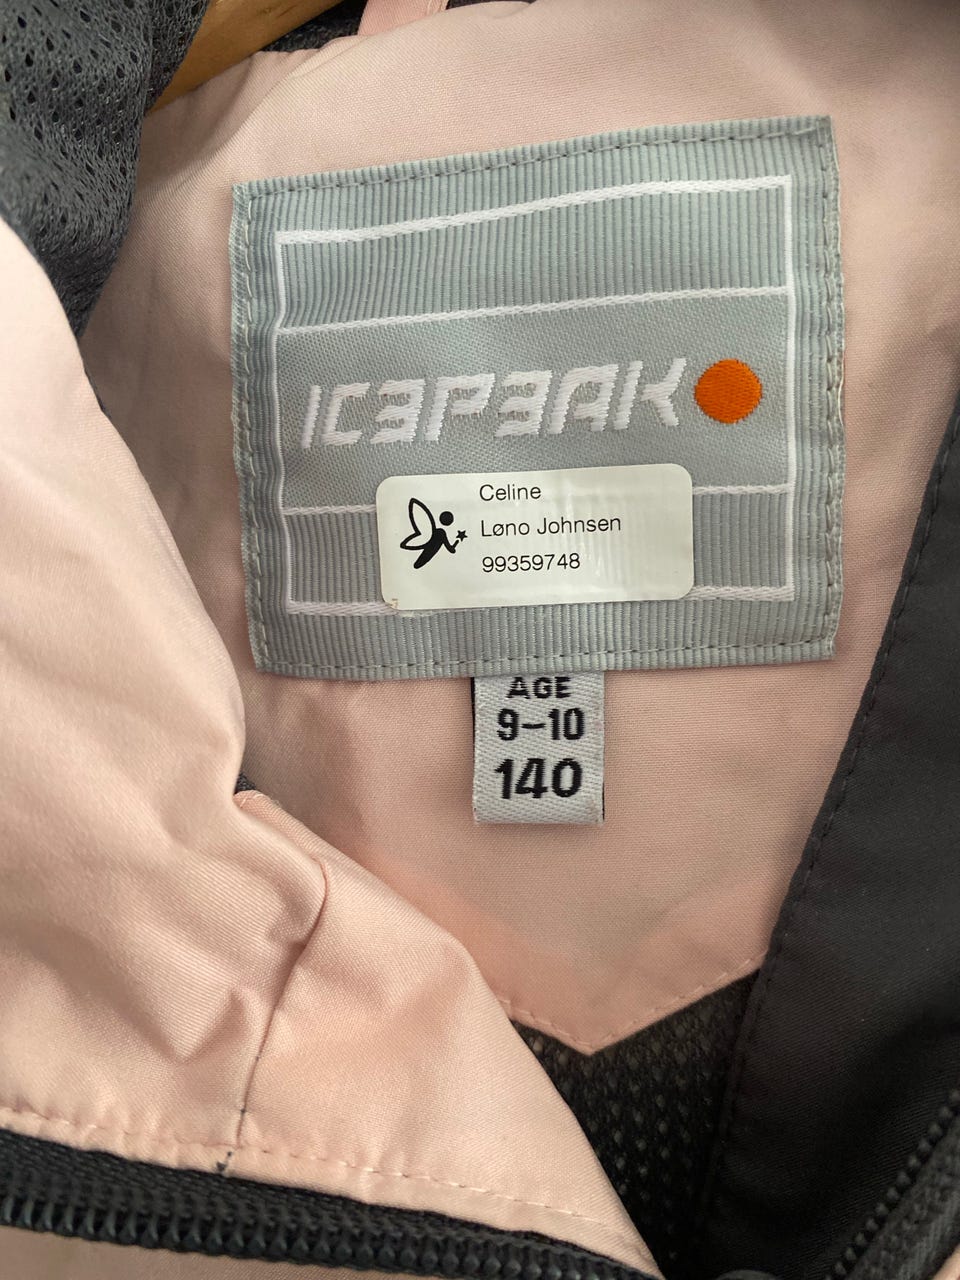 ICEPEAK
Celine
Løno Johnsen
99359748
AGE
9-10
140